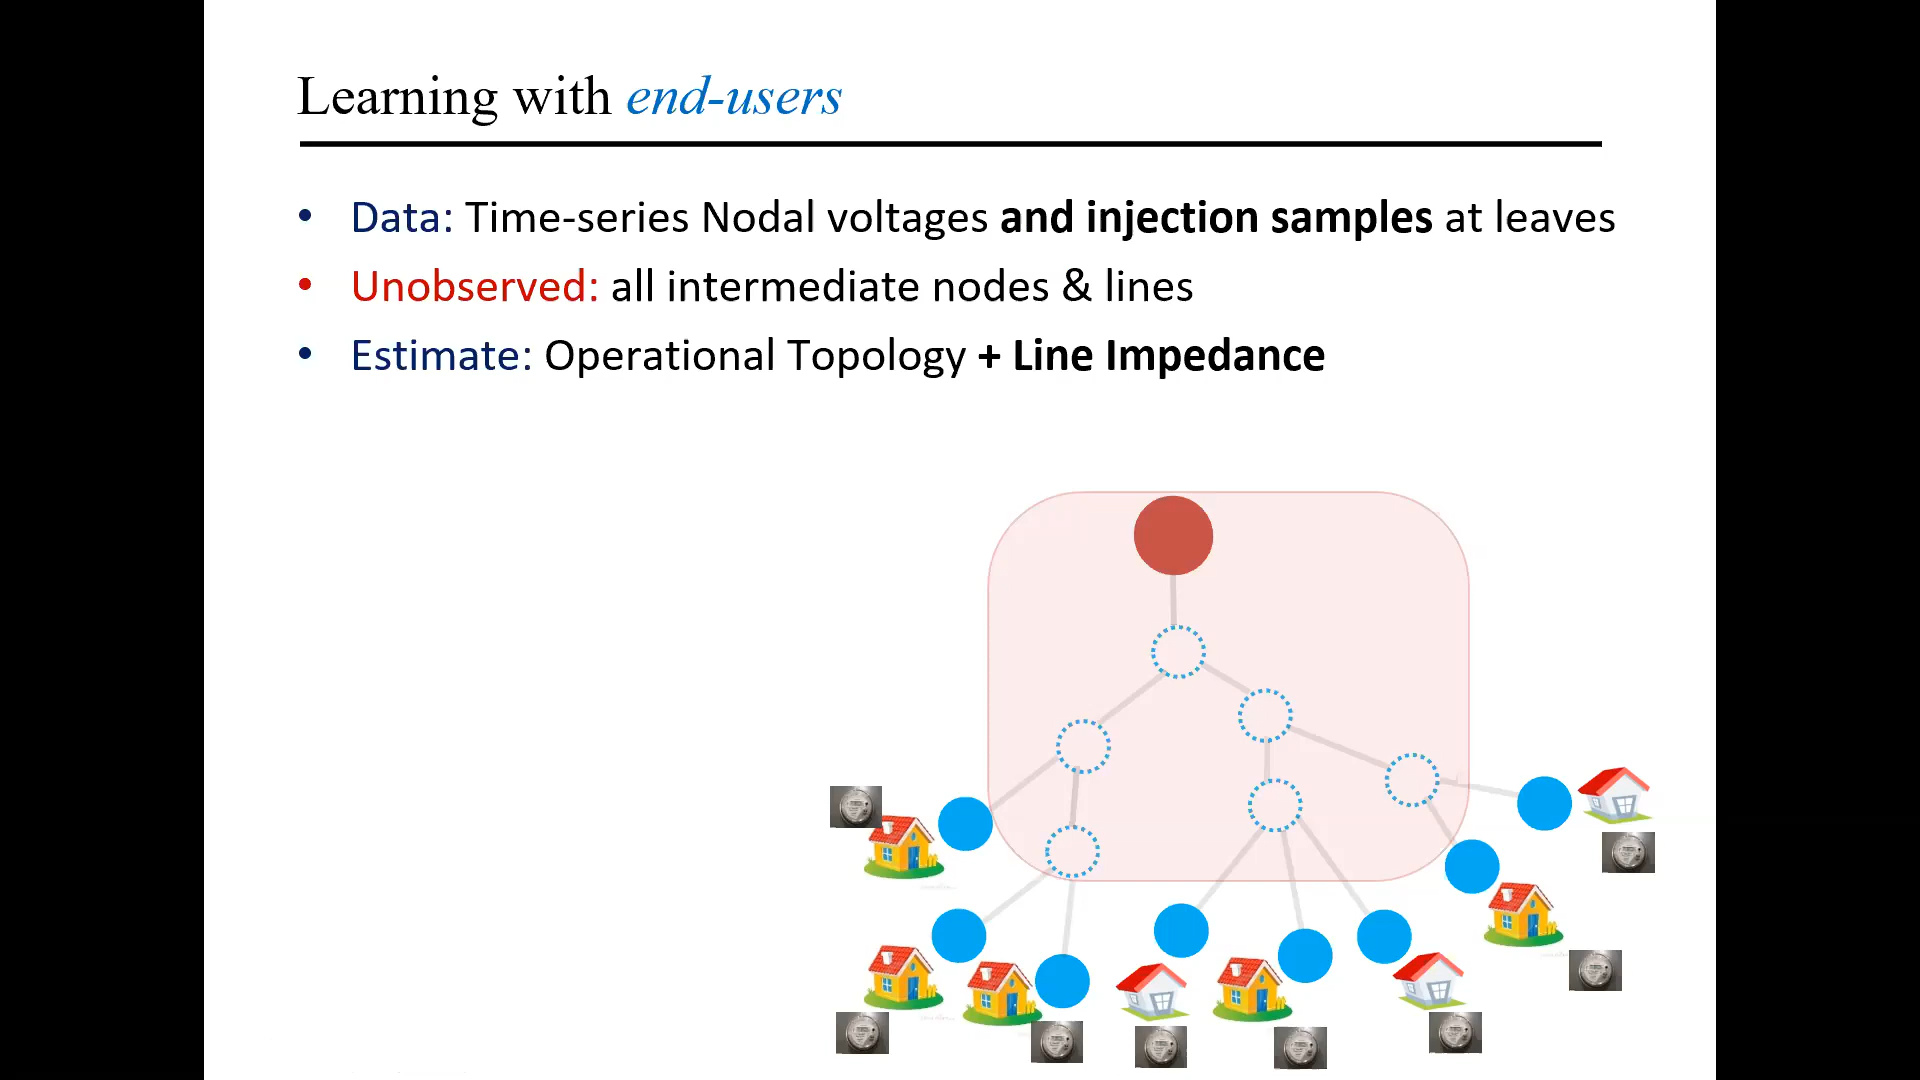 Learning with end-users
• Data: Time-series Nodal voltages and injection samples at leaves
• Unobserved: all intermediate nodes & lines
• Estimate: Operational Topology + Line Impedance